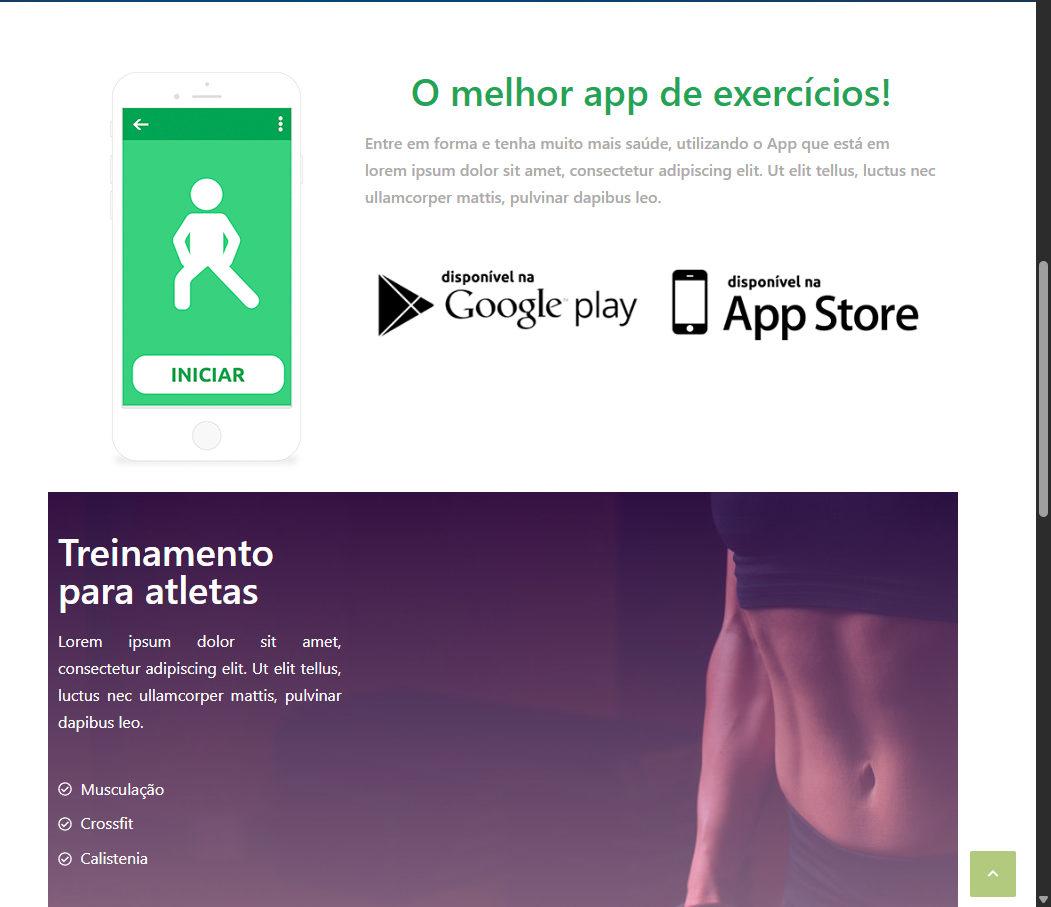 O melhor app de exercícios!
Entre em forma e tenha muito mais saúde, utilizando o App que está em
lorem ipsum dolor sit amet, consectetur adipiscing elit. Ut elit tellus, luctus nec
ullamcorper mattis, pulvinar dapibus leo.
disponível na
Google play
disponível na
App Store
INICIAR
Treinamento
para atletas
Lorem ipsum dolor sit amet,
consectetur adipiscing elit. Ut elit tellus,
luctus nec ullamcorper mattis, pulvinar
dapibus leo.
Musculação
Crossfit
Calistenia